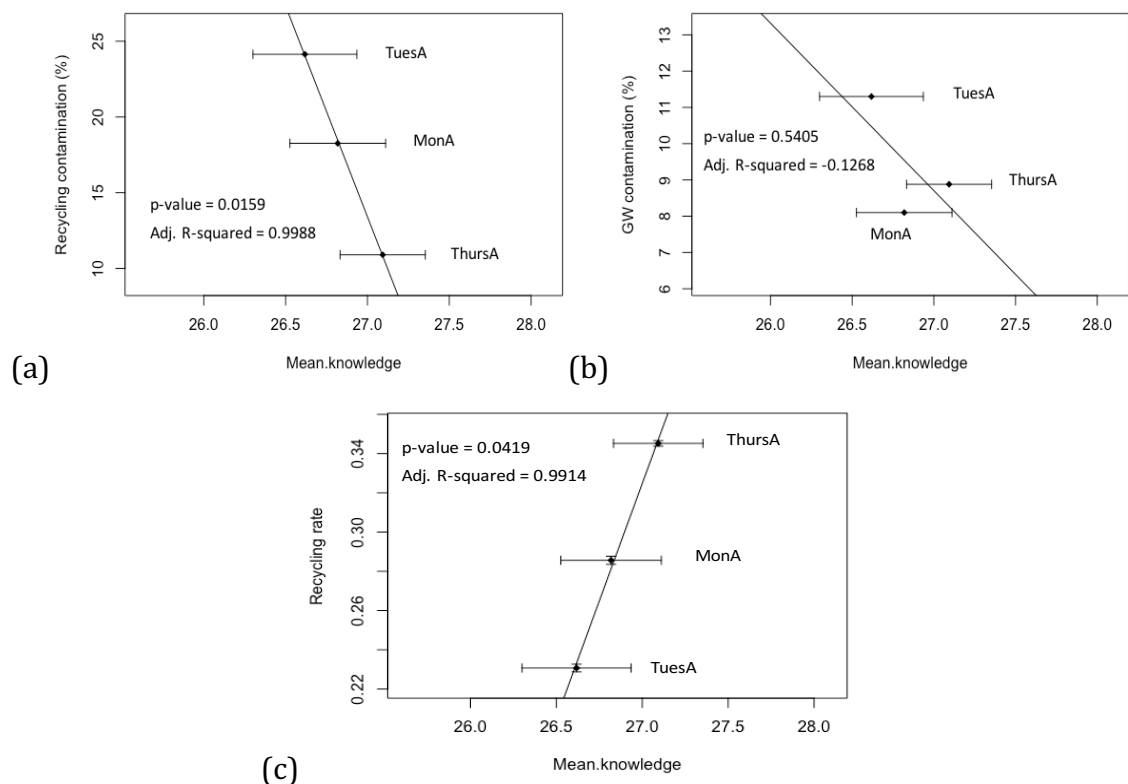 Recycling contamination (%)
25
20
15
10
TuesA
MonA
p-value = 0.0159
Adj. R-squared = 0.9988
ThursA
26.0 26.5 27.0 27.5 28.0
Mean.knowledge
(a)
GW contamination (%)
13
12
11
10
9
8
7
6
TuesA
p-value = 0.5405
Adj. R-squared = -0.1268
ThursA
MonA
26.0 26.5 27.0 27.5 28.0
Mean.knowledge
(b)
Recycling rate
0.34
0.30
0.26
0.22
p-value = 0.0419
Adj. R-squared = 0.9914
ThursA
MonA
TuesA
26.0 26.5 27.0 27.5 28.0
Mean.knowledge
(c)